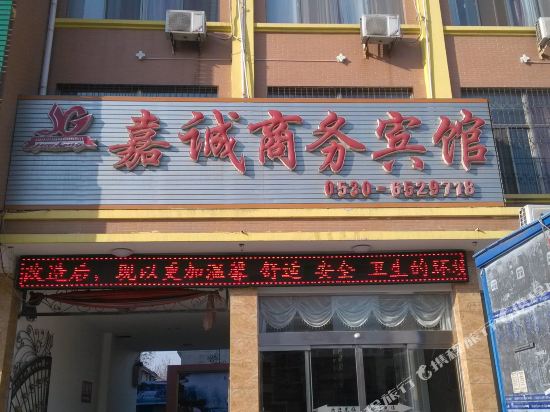 嘉诚商务宾馆
0530-6529718
改造后，现以更加温馨 舒适 安全 卫生的环境